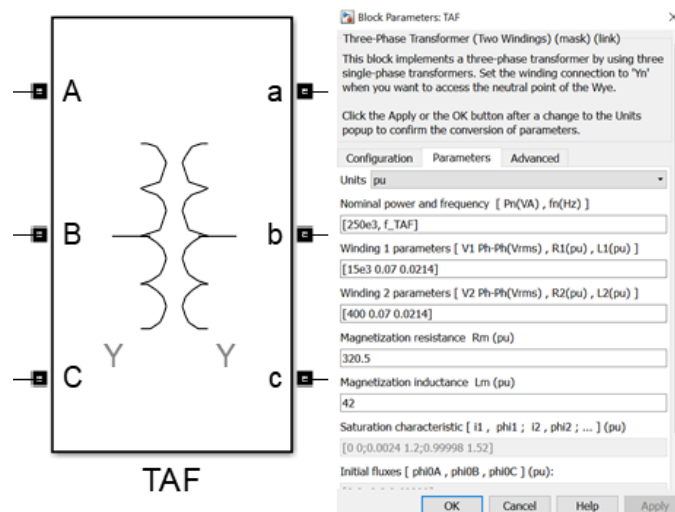 A
a
B
b
C
c
Y
Y
TAF
Block Parameters: TAF
Three-Phase Transformer (Two Windings) (mask) (link)
This block implements a three-phase transformer by using three
single-phase transformers. Set the winding connection to 'Yn'
when you want to access the neutral point of the Wye.
Click the Apply or the OK button after a change to the Units
popup to confirm the conversion of parameters.
Configuration Parameters Advanced
Units pu
Nominal power and frequency [ Pn(VA) , fn(Hz) ]
[250e3, f_TAF]
Winding 1 parameters [ V1 Ph-Ph(Vrms) , R1(pu) , L1(pu) ]
[15e3 0.07 0.0214]
Winding 2 parameters [ V2 Ph-Ph(Vrms) , R2(pu) , L2(pu) ]
[400 0.07 0.0214]
Magnetization resistance Rm (pu)
320.5
Magnetization inductance Lm (pu)
42
Saturation characteristic [ i1 , phi1 ; i2 , phi2 ; ... ] (pu)
[0 0;0.0024 1.2;0.99998 1.52]
Initial fluxes [ phi0A , phi0B , phi0C ] (pu):
OK Cancel Help Apply